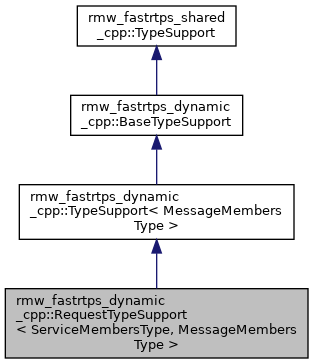 rmw_fastrtps_shared
_cpp::TypeSupport
rmw_fastrtps_dynamic
_cpp::BaseTypeSupport
rmw_fastrtps_dynamic
_cpp::TypeSupport< MessageMembers
Type >
rmw_fastrtps_dynamic
_cpp::RequestTypeSupport
< ServiceMembersType, MessageMembers
Type >